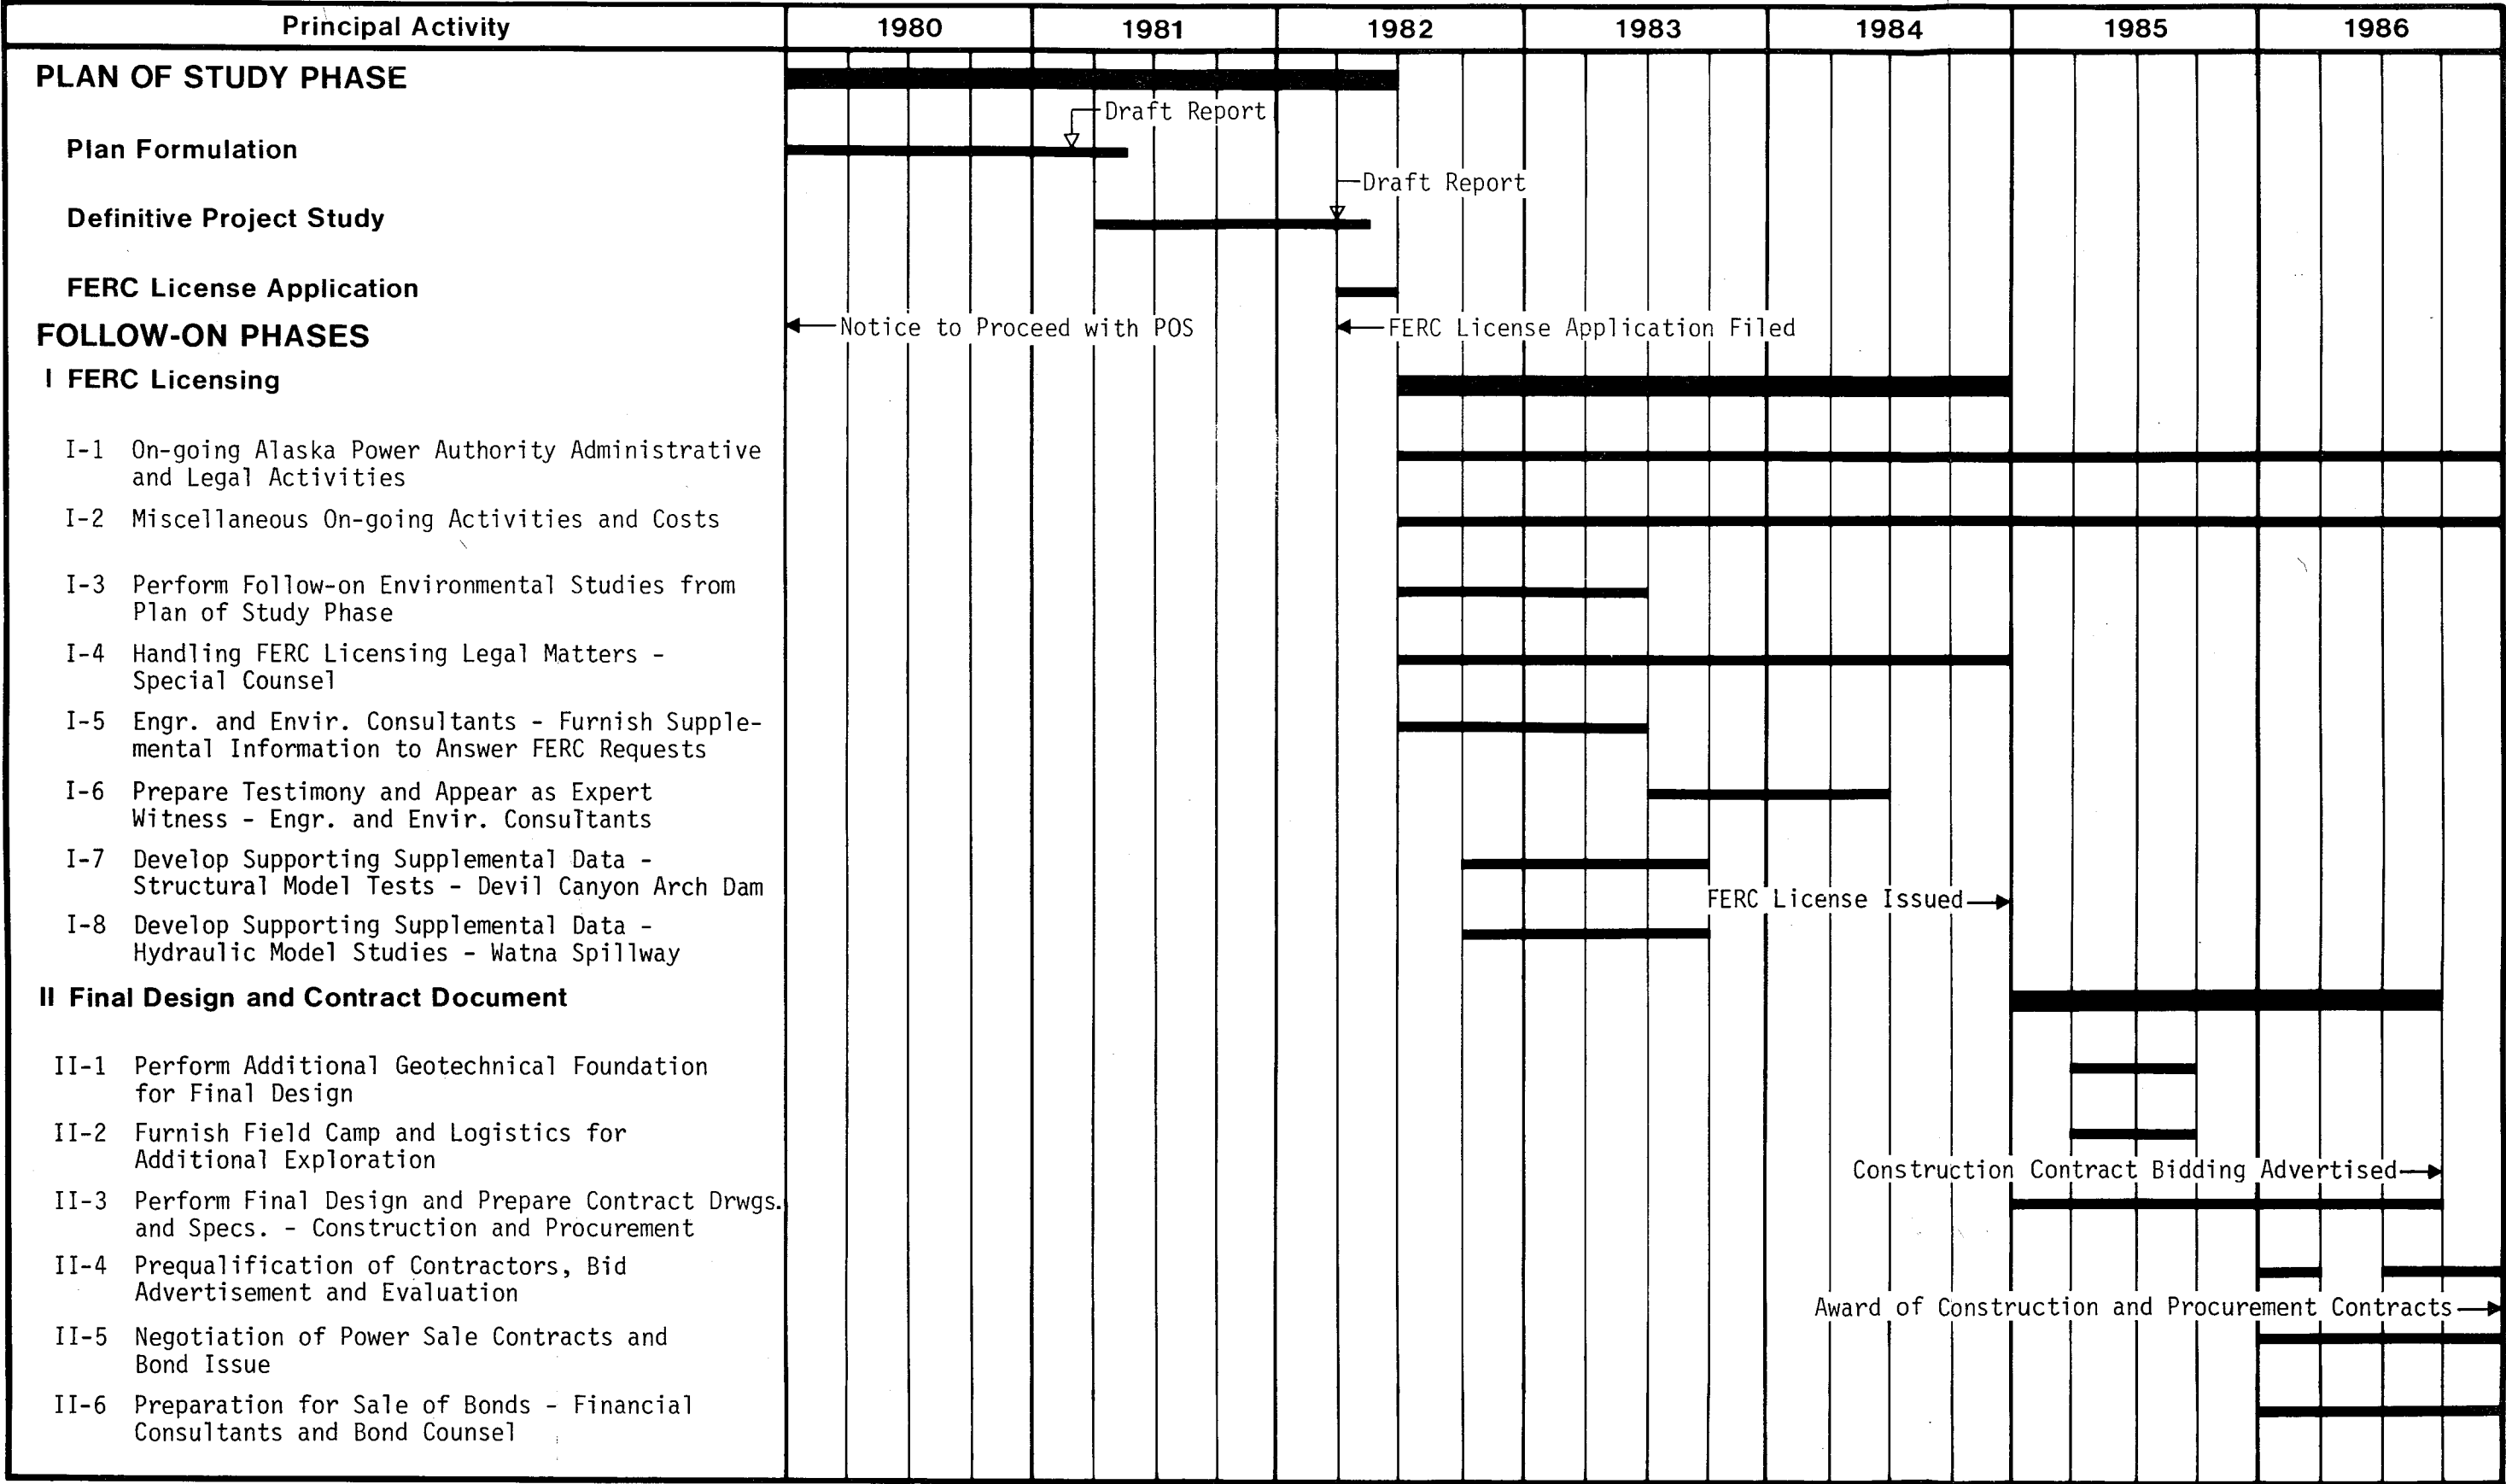 Principal Activity 1980 1981 1982 1983 1984 1985 1986
PLAN OF STUDY PHASE
Draft Report
Plan Formulation
Draft Report
Definitive Project Study
FERC License Application
Notice to Proceed with POS FERC License Application Filed
FOLLOW-ON PHASES
I FERC Licensing
I-1 On-going Alaska Power Authority Administrative
and Legal Activities
I-2 Miscellaneous On-going Activities and Costs
I-3 Perform Follow-on Environmental Studies from
Plan of Study Phase
I-4 Handling FERC Licensing Legal Matters -
Special Counsel
I-5 Engr. and Envir. Consultants - Furnish Supple-
mental Information to Answer FERC Requests
I-6 Prepare Testimony and Appear as Expert
Witness - Engr. and Envir. Consultants
I-7 Develop Supporting Supplemental Data -
Structural Model Tests - Devil Canyon Arch Dam
FERC License Issued
I-8 Develop Supporting Supplemental Data -
Hydraulic Model Studies - Watna Spillway
II Final Design and Contract Document
II-1 Perform Additional Geotechnical Foundation
for Final Design
II-2 Furnish Field Camp and Logistics for
Additional Exploration
Construction Contract Bidding Advertised
II-3 Perform Final Design and Prepare Contract Drwgs.
and Specs. - Construction and Procurement
II-4 Prequalification of Contractors, Bid
Advertisement and Evaluation
Award of Construction and Procurement Contracts
II-5 Negotiation of Power Sale Contracts and
Bond Issue
II-6 Preparation for Sale of Bonds - Financial
Consultants and Bond Counsel